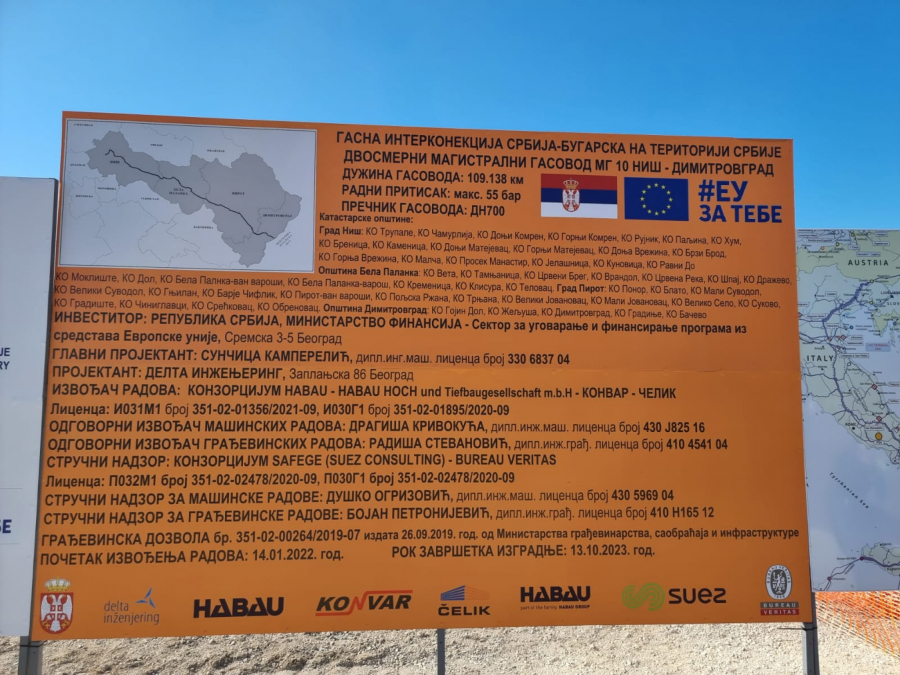 ГАСНА ИНТЕРКОНЕКЦИЈА СРБИЈА-БУГАРСКА НА ТЕРИТОРИЈИ СРБИЈЕ
ДВОСМЕРНИ МАГИСТРАЛНИ ГАСОВОД МГ 10 НИШ - ДИМИТРОВГРАД
ДУЖИНА ГАСОВОДА: 109.138 км
РАДНИ ПРИТИСАК: макс. 55 бар
ПРЕЧНИК ГАСОВОДА: ДН700
#ЕУ
ЗА ТЕБЕ
Катастарске општине:
Град Ниш: КО Трупале, КО Чамурлија, КО Доњи Комрен, КО Горњи Комрен, КО Рујник, КО Паљина, КО Хум,
КО Бреница, КО Каменица, КО Доњи Матејевац, КО Горњи Матејевац, КО Доња Врежина, КО Брзи Брод,
КО Горња Врежина, КО Малча, КО Просек Манастир, КО Јелашница, КО Куновица, КО Равни До
Општина Бела Паланка: КО Вета, КО Тамњаница, КО Црвени Брег, КО Врандол, КО Црвена Река, КО Шпај, КО Дражево,
КО Моклиште, КО Дол, КО Бела Паланка-ван вароши, КО Бела Паланка-варош, КО Кременица, КО Клисура, КО Теловац, Град Пирот: КО Понор, КО Блато, КО Мали Суводол,
КО Велики Суводол, КО Гњилан, КО Барје Чифлик, КО Пирот-ван вароши, КО Пољска Ржана, КО Трњана, КО Велики Јовановац, КО Мали Јовановац, КО Велико Село, КО Суково,
КО Градиште, КО Чиниглавци, КО Срећковац, КО Обреновац, Општина Димитровград: КО Гојин Дол, КО Жељуша, КО Димитровград, КО Градиње, КО Бачево
ИНВЕСТИТОР: РЕПУБЛИКА СРБИЈА, МИНИСТАРСТВО ФИНАНСИЈА - Сектор за уговарање и финансирање програма из
средстава Европске уније, Сремска 3-5 Београд
ГЛАВНИ ПРОЈЕКТАНТ: СУНЧИЦА КАМПЕРЕЛИЋ, дипл.инг.маш. лиценца број 330 6837 04
ПРОЈЕКТАНТ: ДЕЛТА ИНЖЕЊЕРИНГ, Заплањска 86 Београд
ИЗВОЂАЧ РАДОВА: КОНЗОРЦИЈУМ HABAU - HABAU HOCH und Tiefbaugesellschaft m.b.H - КОНВАР - ЧЕЛИК
Лиценца: И031М1 број 351-02-01356/2021-09, И030Г1 број 351-02-01895/2020-09
ОДГОВОРНИ ИЗВОЂАЧ МАШИНСКИХ РАДОВА: ДРАГИША КРИВОКУЋА, дипл.инж.маш. лиценца број 430 Ј825 16
ОДГОВОРНИ ИЗВОЂАЧ ГРАЂЕВИНСКИХ РАДОВА: РАДИША СТЕВАНОВИЋ, дипл.инж.грађ. лиценца број 410 4541 04
СТРУЧНИ НАДЗОР: КОНЗОРЦИЈУМ SAFEGE (SUEZ CONSULTING) - BUREAU VERITAS
Лиценца: П032М1 број 351-02-02478/2020-09, П030Г1 број 351-02-02478/2020-09
СТРУЧНИ НАДЗОР ЗА МАШИНСКЕ РАДОВЕ: ДУШКО ОГРИЗОВИЋ, дипл.инж.маш. лиценца број 430 5969 04
СТРУЧНИ НАДЗОР ЗА ГРАЂЕВИНСКЕ РАДОВЕ: БОЈАН ПЕТРОНИЈЕВИЋ, дипл.инж.грађ. лиценца број 410 Н165 12
ГРАЂЕВИНСКА ДОЗВОЛА бр. 351-02-00264/2019-07 издата 26.09.2019. год. од Министарства грађевинарства, саобраћаја и инфраструктуре
ПОЧЕТАК ИЗВОЂЕЊА РАДОВА: 14.01.2022. год. РОК ЗАВРШЕТКА ИЗГРАДЊЕ: 13.10.2023. год.
delta
inženjering
HABAU
KONVAR
ČELIK
HABAU
part of the family HABAU GROUP
suez
BUREAU
VERITAS
AUSTRIA
ITALY